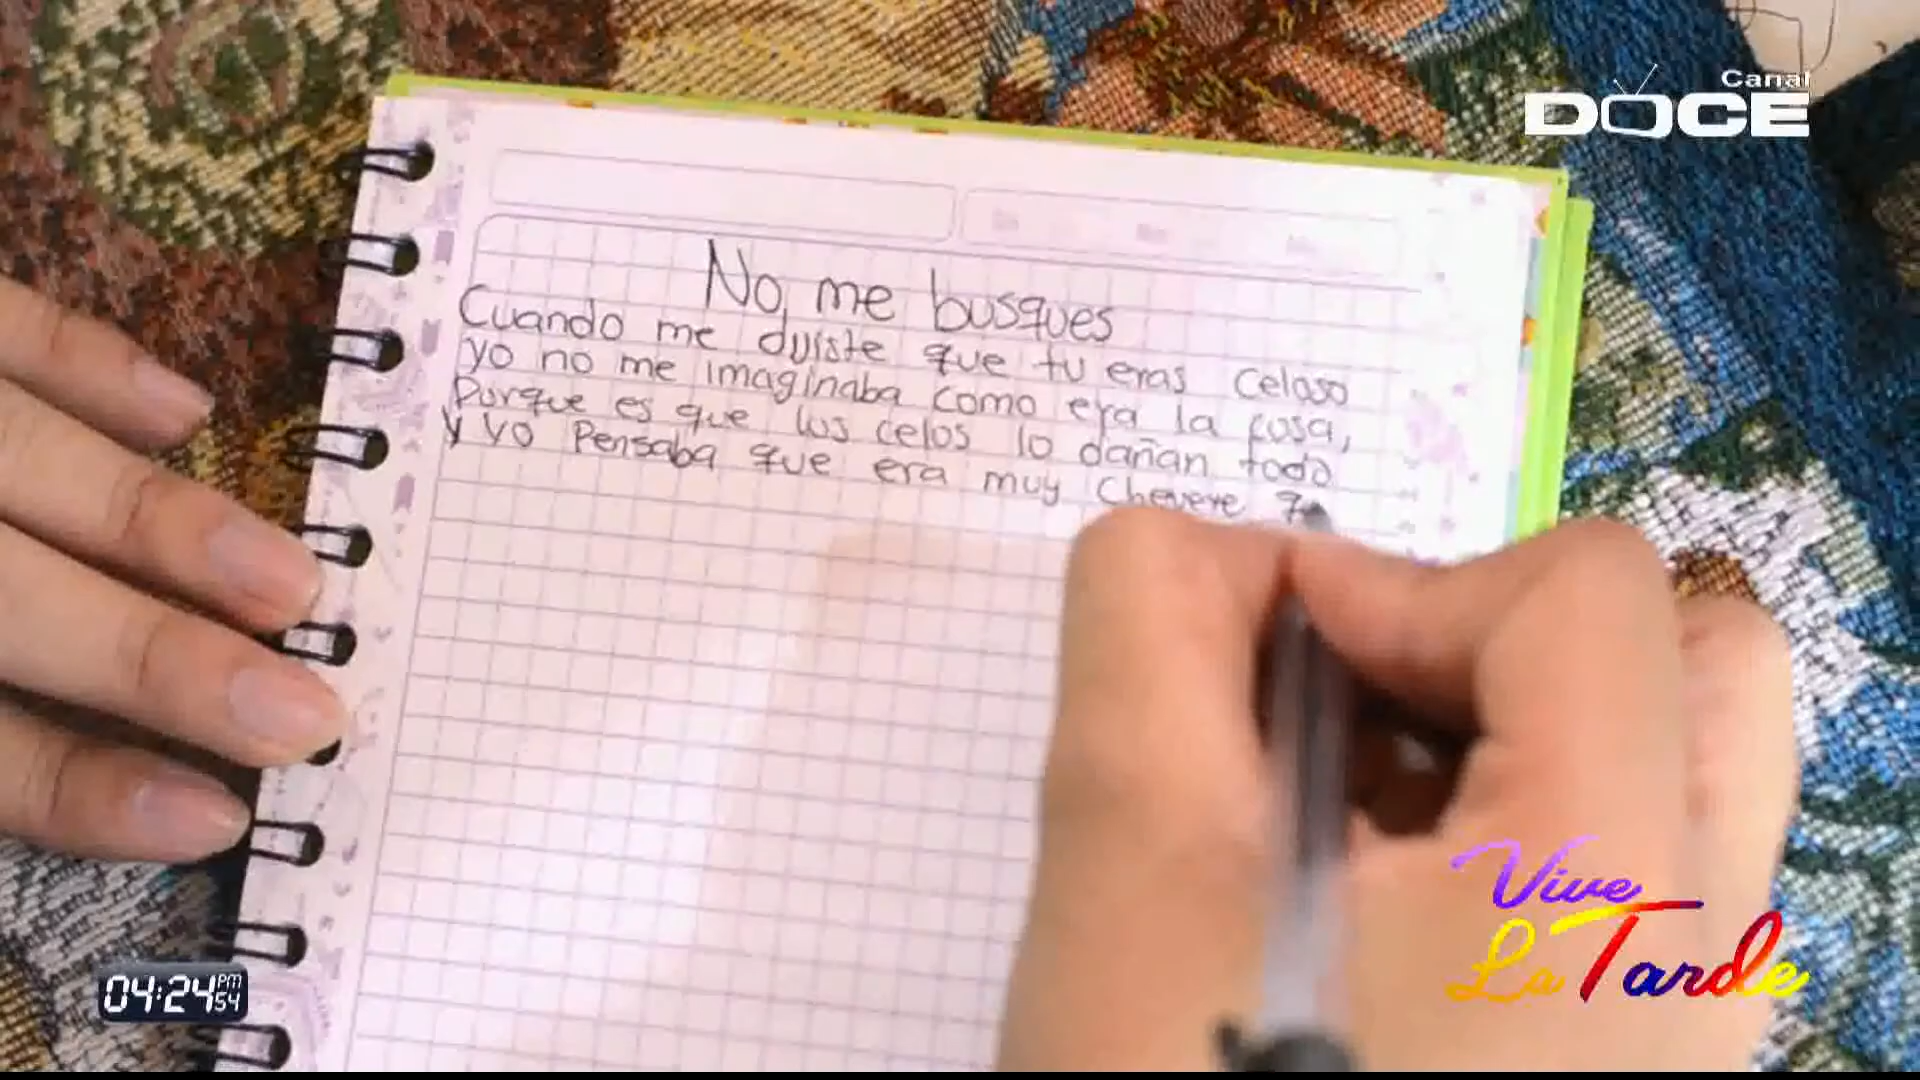 Canal
DOCE
No me busques
Cuando me dijiste que tu eras celoso
yo no me imaginaba como era la cosa,
Porque es que los celos lo dañan todo
y yo Pensaba que era muy chevere
Vive
La Tarde
04:24 PM
54